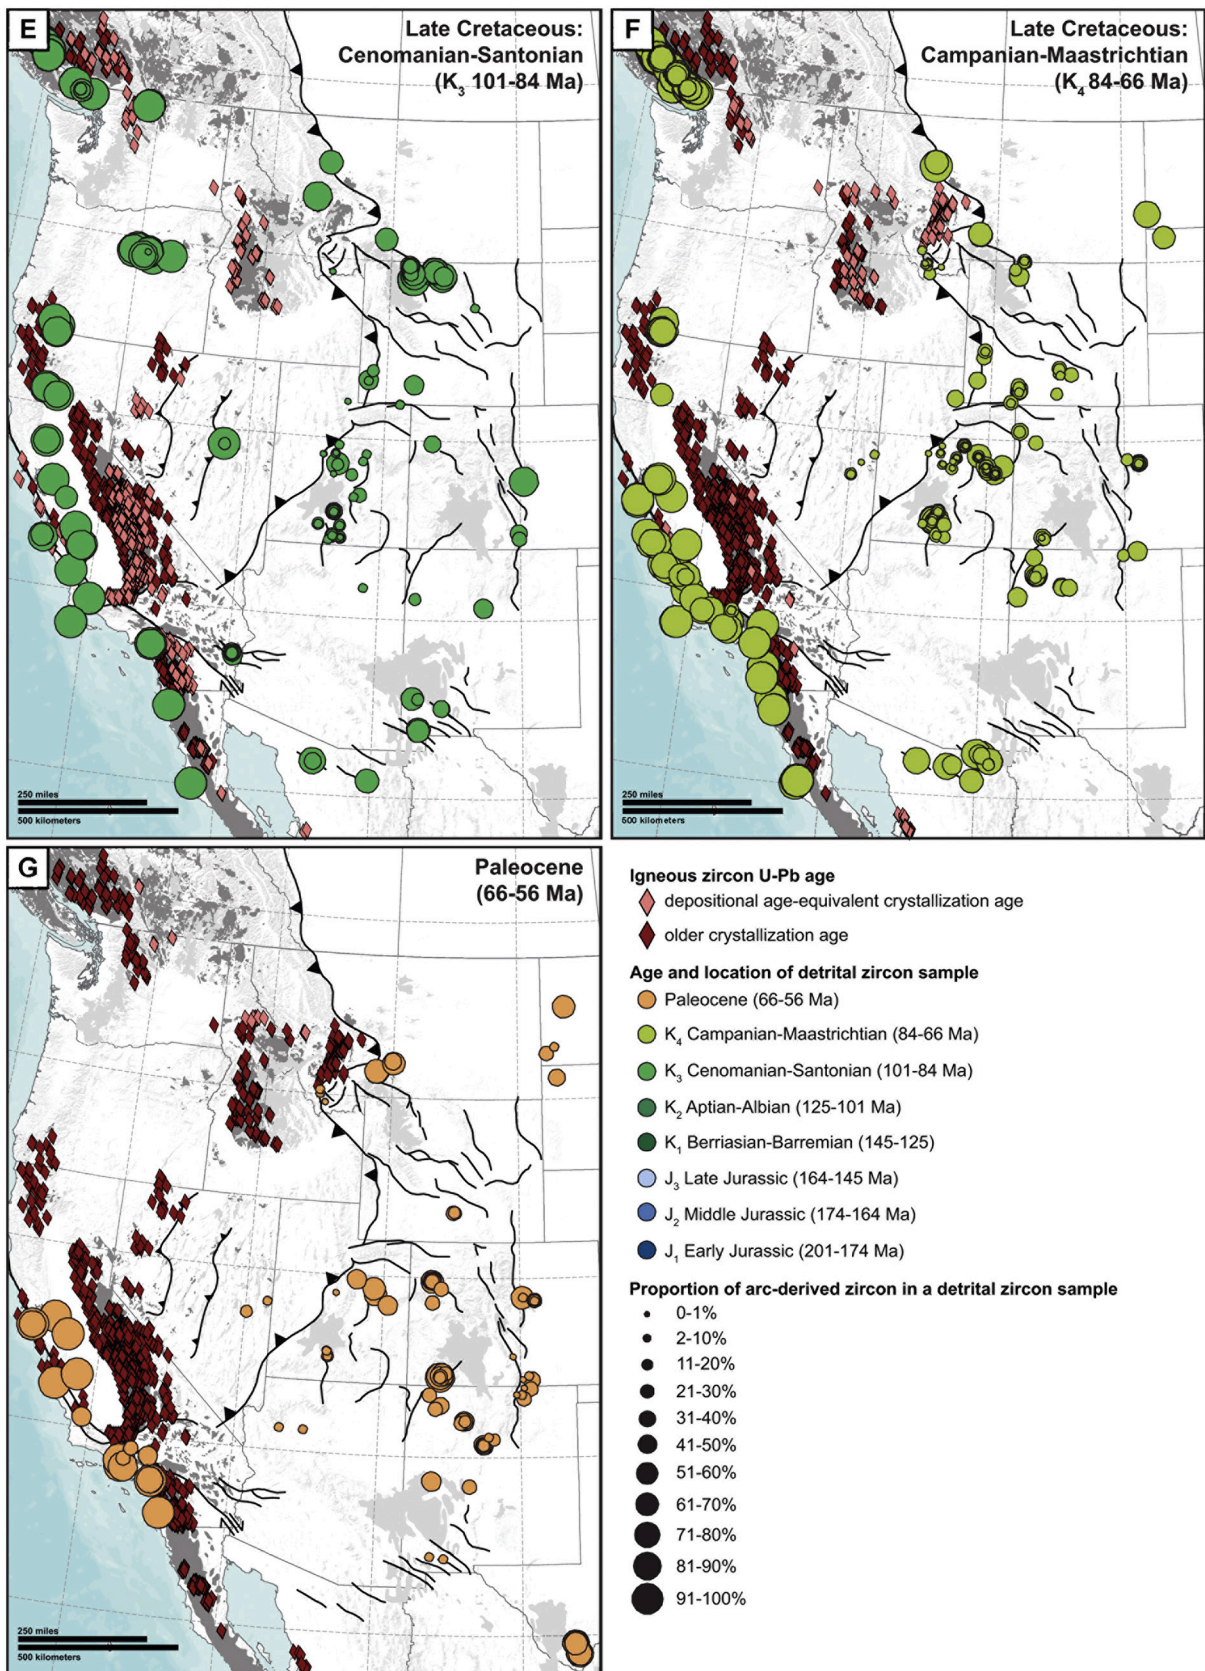 E
Late Cretaceous:
Cenomanian-Santonian
(K₃ 101-84 Ma)
250 miles
500 kilometers
F
Late Cretaceous:
Campanian-Maastrichtian
(K₄ 84-66 Ma)
250 miles
500 kilometers
G
Paleocene
(66-56 Ma)
250 miles
500 kilometers
Igneous zircon U-Pb age
depositional age-equivalent crystallization age
older crystallization age
Age and location of detrital zircon sample
Paleocene (66-56 Ma)
K₄ Campanian-Maastrichtian (84-66 Ma)
K₃ Cenomanian-Santonian (101-84 Ma)
K₂ Aptian-Albian (125-101 Ma)
K₁ Berriasian-Barremian (145-125)
J₃ Late Jurassic (164-145 Ma)
J₂ Middle Jurassic (174-164 Ma)
J₁ Early Jurassic (201-174 Ma)
Proportion of arc-derived zircon in a detrital zircon sample
0-1%
2-10%
11-20%
21-30%
31-40%
41-50%
51-60%
61-70%
71-80%
81-90%
91-100%